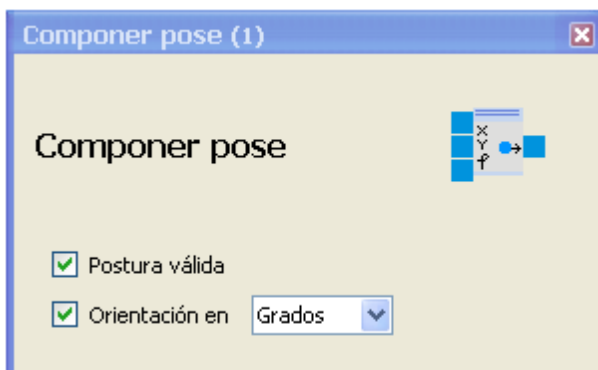 Componer pose (1)
Componer pose
X
Y
Postura válida
Orientación en Grados